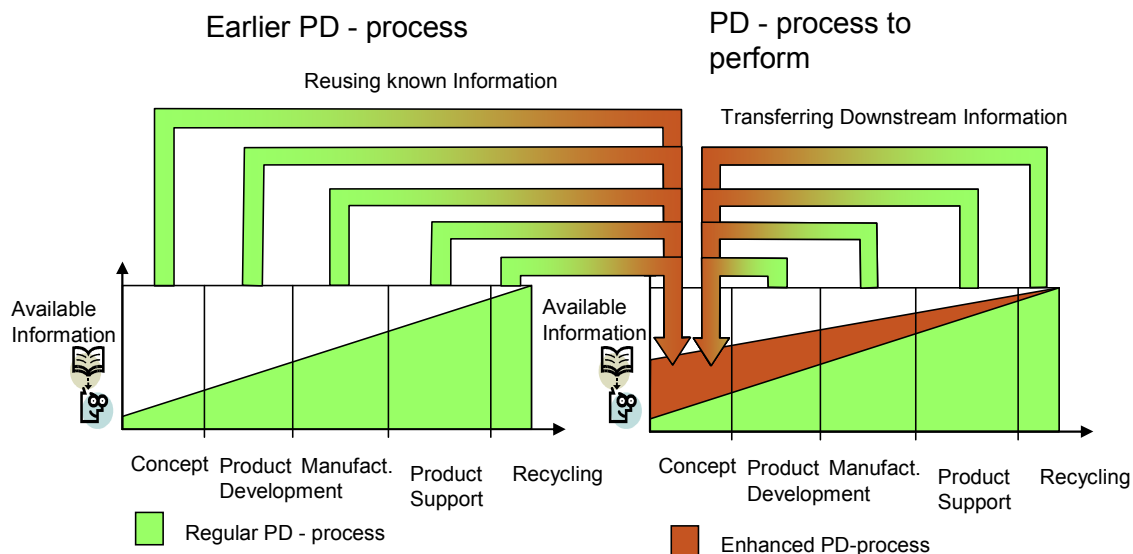 Earlier PD - process
PD - process to
perform
Reusing known Information
Transferring Downstream Information
Available
Information
Available
Information
Concept
Product
Development
Manufact.
Product
Support
Recycling
Concept
Product
Development
Manufact.
Product
Support
Recycling
Regular PD - process
Enhanced PD-process